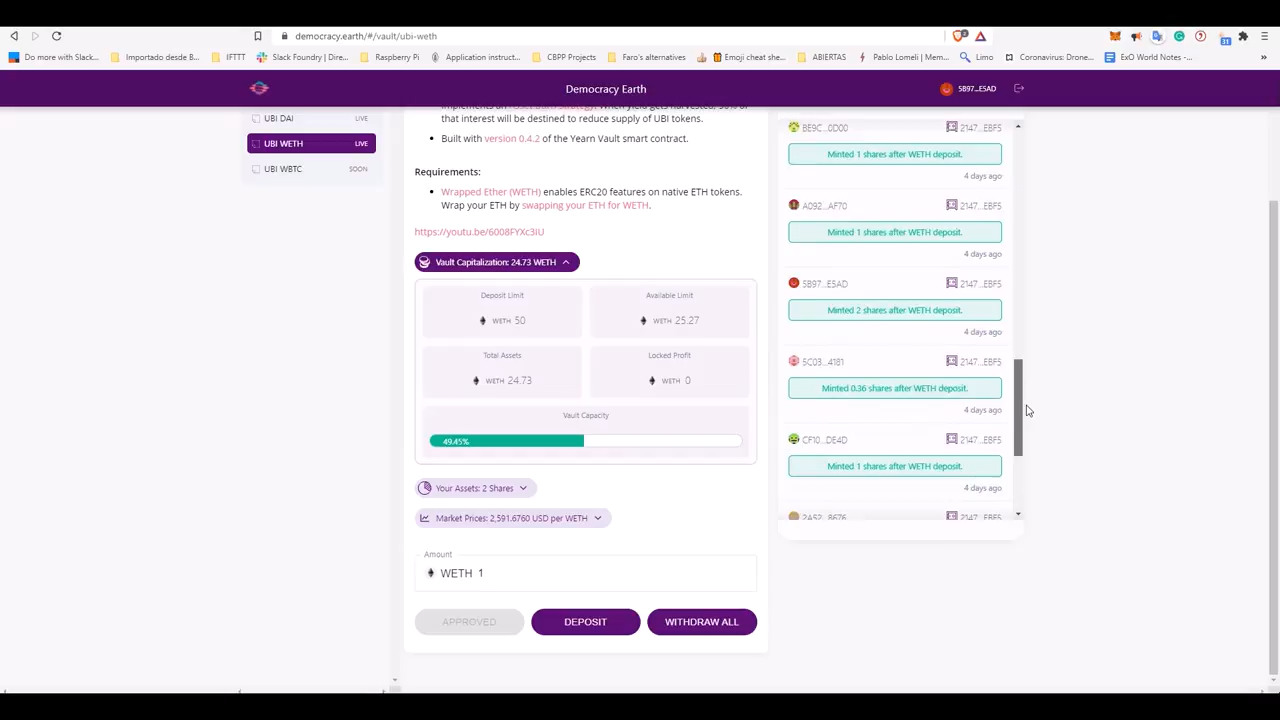 democracy.earth/#/vault/ubi-weth
Do more with Slack...
Importado desde B...
IFTTT
Slack Foundry | Dire...
Raspberry Pi
Application instruct...
CBPP Projects
Faro's alternatives
Emoji cheat she...
ABIERTAS
Pablo Lomeli | Mem...
Limo
Coronavirus: Drone...
ExO World Notes -...
»
Democracy Earth
5B97...E5AD
UBI DAI LIVE
UBI WETH LIVE
UBI WBTC SOON
that interest will be destined to reduce supply of UBI tokens.
• Built with version 0.4.2 of the Yearn Vault smart contract.
Requirements:
• Wrapped Ether (WETH) enables ERC20 features on native ETH tokens.
Wrap your ETH by swapping your ETH for WETH.
https://youtu.be/6008FYXc3iU
Vault Capitalization: 24.73 WETH
Deposit Limit
WETH 50
Available Limit
WETH 25.27
Total Assets
WETH 24.73
Locked Profit
WETH 0
Vault Capacity
49.45%
Your Assets: 2 Shares
Market Prices: 2,591.6760 USD per WETH
Amount
WETH 1
APPROVED
DEPOSIT
WITHDRAW ALL
BE9C...0D00 2147...EBF5
Minted 1 shares after WETH deposit.
4 days ago
A092...AF70 2147...EBF5
Minted 1 shares after WETH deposit.
4 days ago
5B97...E5AD 2147...EBF5
Minted 2 shares after WETH deposit.
4 days ago
5C03...4181 2147...EBF5
Minted 0.36 shares after WETH deposit.
4 days ago
CF10...DE4D 2147...EBF5
Minted 1 shares after WETH deposit.
4 days ago
2A52...8676 2147...EBF5